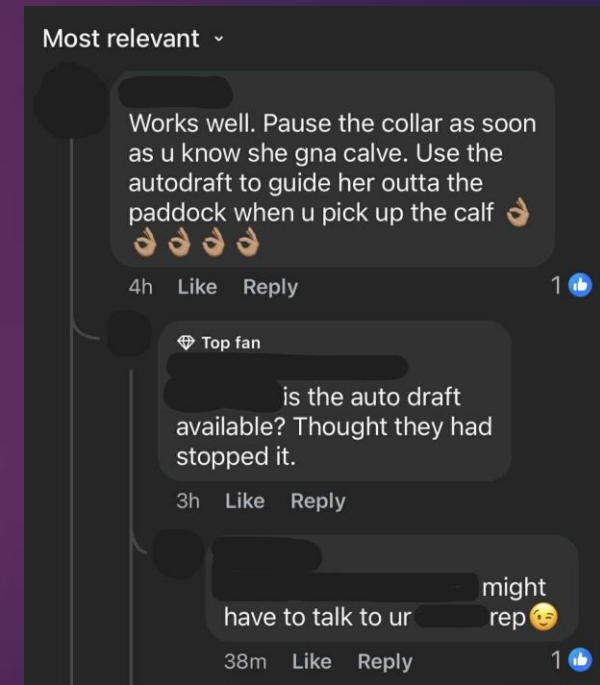 Most relevant
Works well. Pause the collar as soon
as u know she gna calve. Use the
autodraft to guide her outta the
paddock when u pick up the calf 👌🏽
👌🏽👌🏽👌🏽👌🏽
4h Like Reply 1
Top fan
is the auto draft
available? Thought they had
stopped it.
3h Like Reply
might
have to talk to ur rep😉
38m Like Reply 1